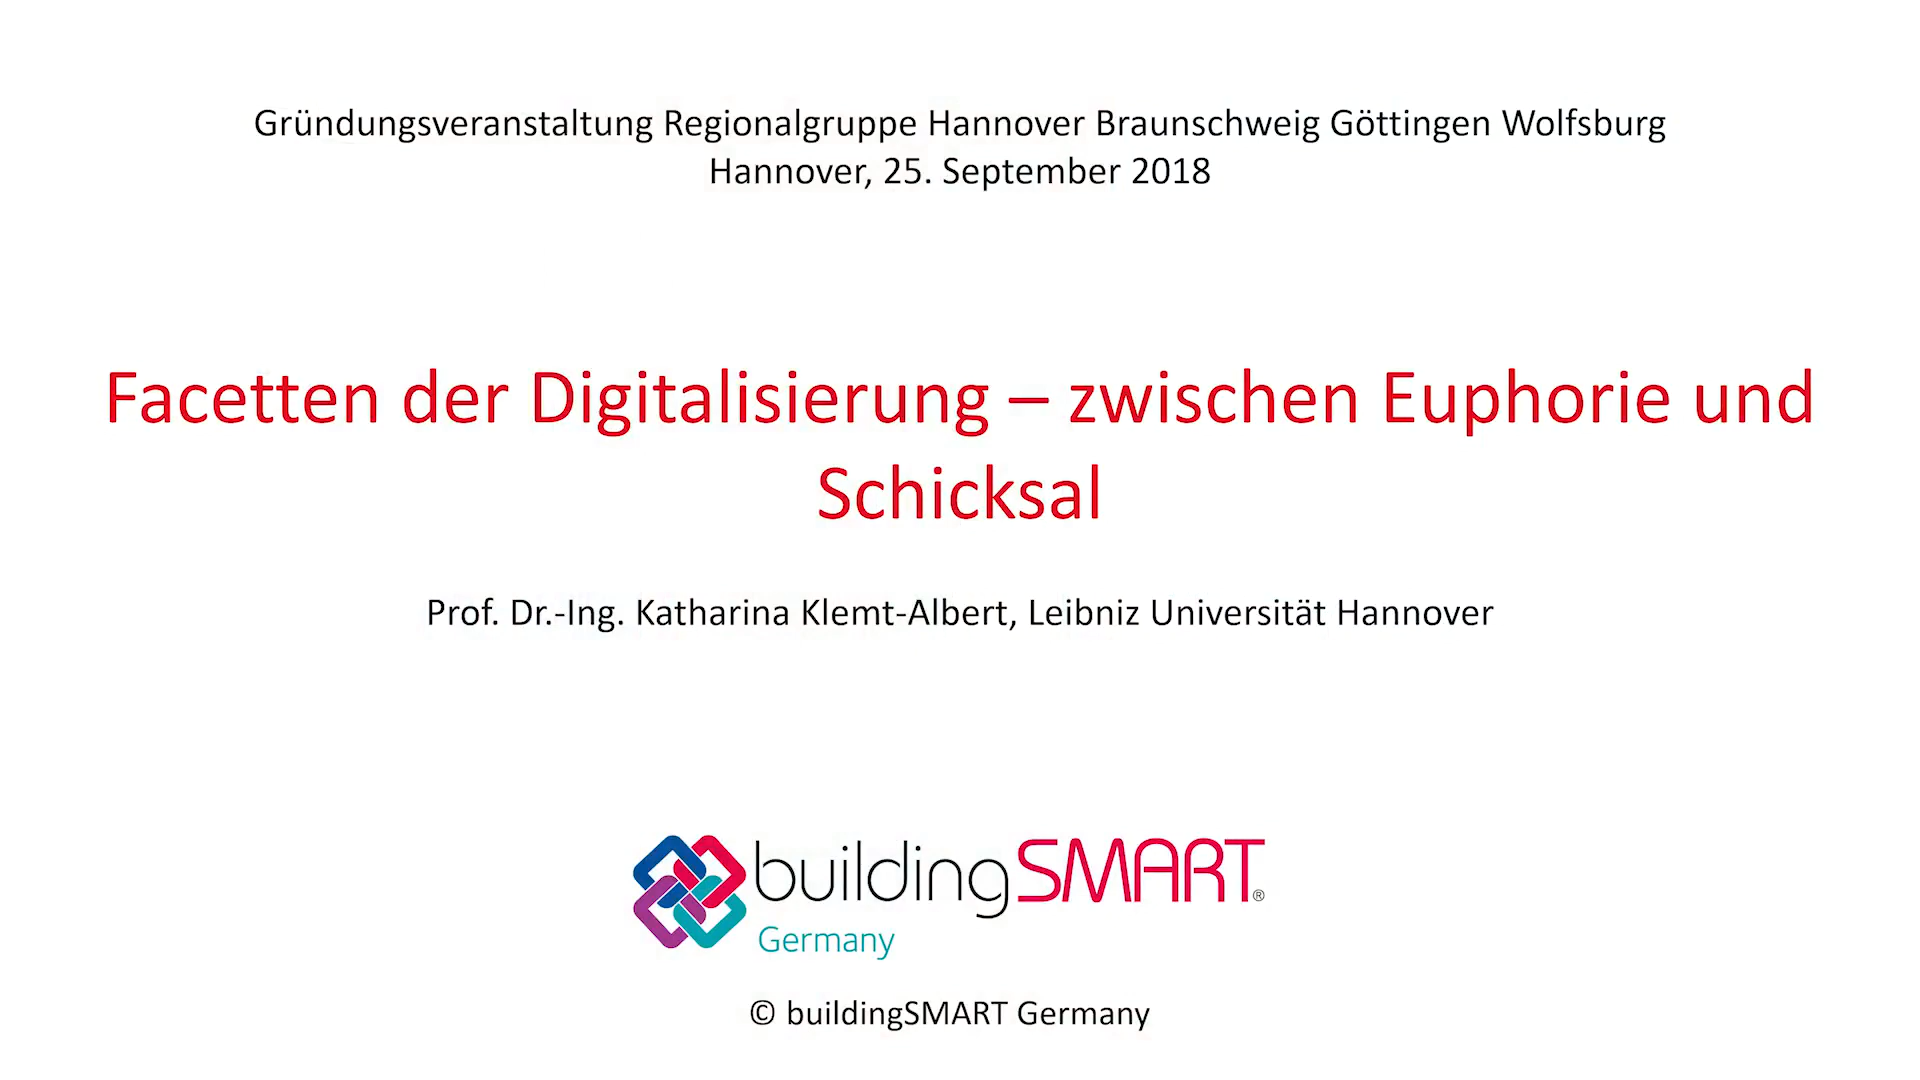 Gründungsveranstaltung Regionalgruppe Hannover Braunschweig Göttingen Wolfsburg
Hannover, 25. September 2018
Facetten der Digitalisierung – zwischen Euphorie und
Schicksal
Prof. Dr.-Ing. Katharina Klemt-Albert, Leibniz Universität Hannover
buildingSMART®
Germany
© buildingSMART Germany